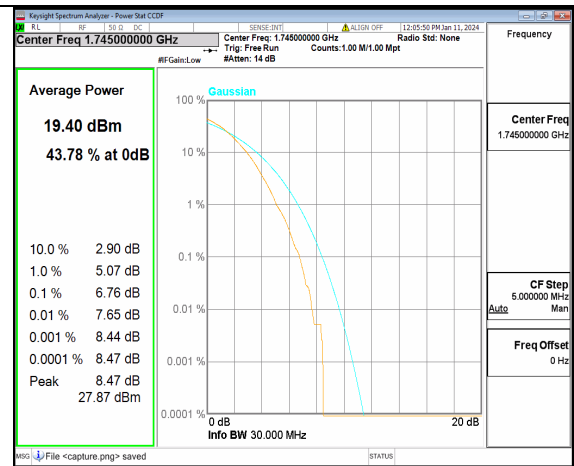 Keysight Spectrum Analyzer - Power Stat CCDF
RL RF 50 Ω DC SENSE:INT ALIGN OFF 12:05:50 PM Jan 11, 2024
Center Freq 1.745000000 GHz
Center Freq: 1.745000000 GHz Radio Std: None
Trig: Free Run Counts:1.00 M/1.00 Mpt
#IFGain:Low #Atten: 14 dB
Frequency
Average Power
19.40 dBm
43.78 % at 0dB
10.0 % 2.90 dB
1.0 % 5.07 dB
0.1 % 6.76 dB
0.01 % 7.65 dB
0.001 % 8.44 dB
0.0001 % 8.47 dB
Peak 8.47 dB
27.87 dBm
Gaussian
100 %
10 %
1 %
0.1 %
0.01 %
0.001 %
0.0001 %
0 dB 20 dB
Info BW 30.000 MHz
Center Freq
1.745000000 GHz
CF Step
5.000000 MHz
Auto Man
Freq Offset
0 Hz
MSG File <capture.png> saved STATUS